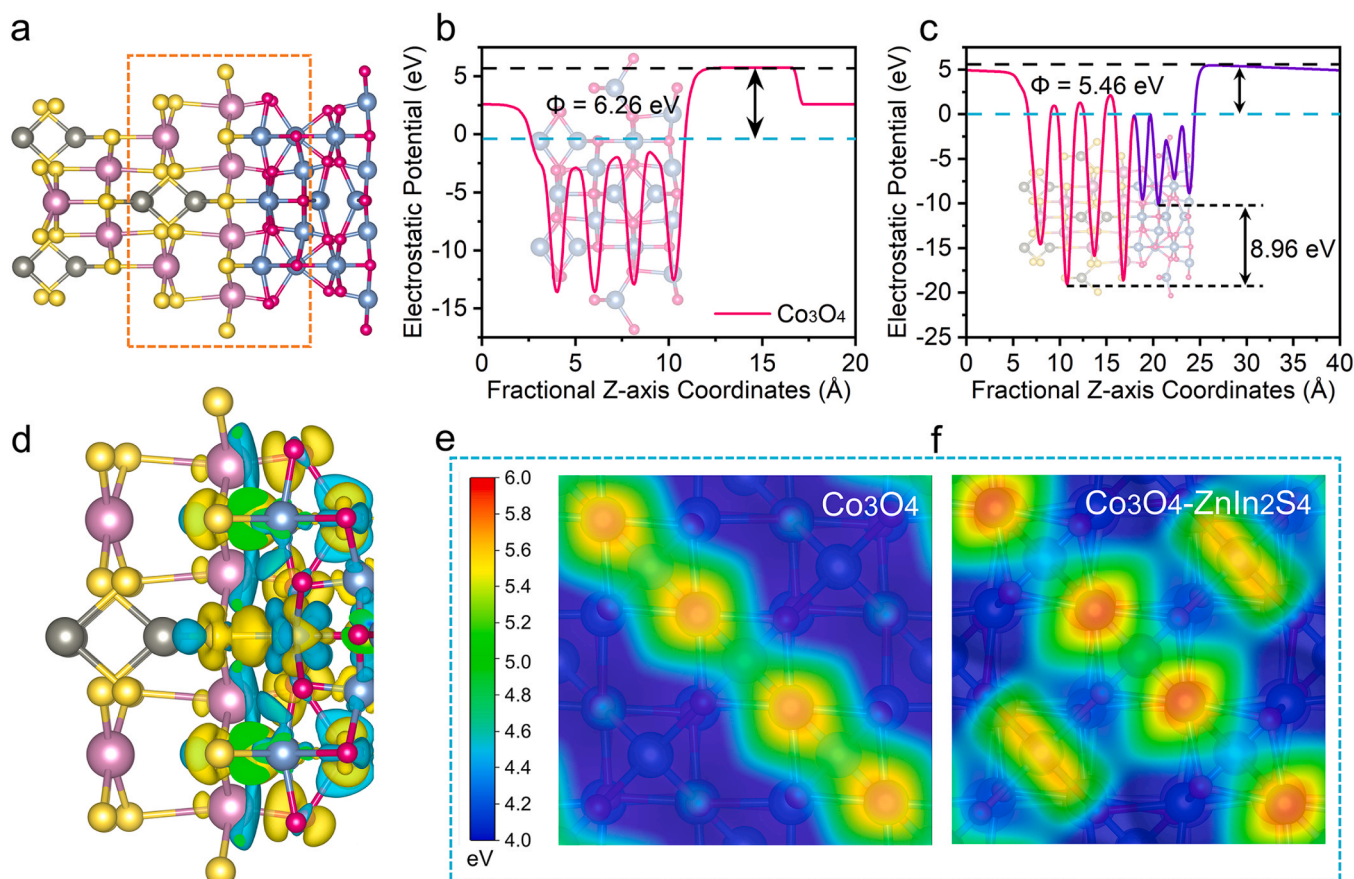 a
b
Electrostatic Potential (eV)
5
0
-5
-10
-15
Φ = 6.26 eV
Co3O4
0
5
10
15
20
Fractional Z-axis Coordinates (Å)
c
Electrostatic Potential (eV)
10
5
0
-5
-10
-15
-20
-25
Φ = 5.46 eV
8.96 eV
0
5
10
15
20
25
30
35
40
Fractional Z-axis Coordinates (Å)
d
e
6.0
5.8
5.6
5.4
5.2
5.0
4.8
4.6
4.4
4.2
4.0
eV
Co3O4
f
Co3O4-ZnIn2S4